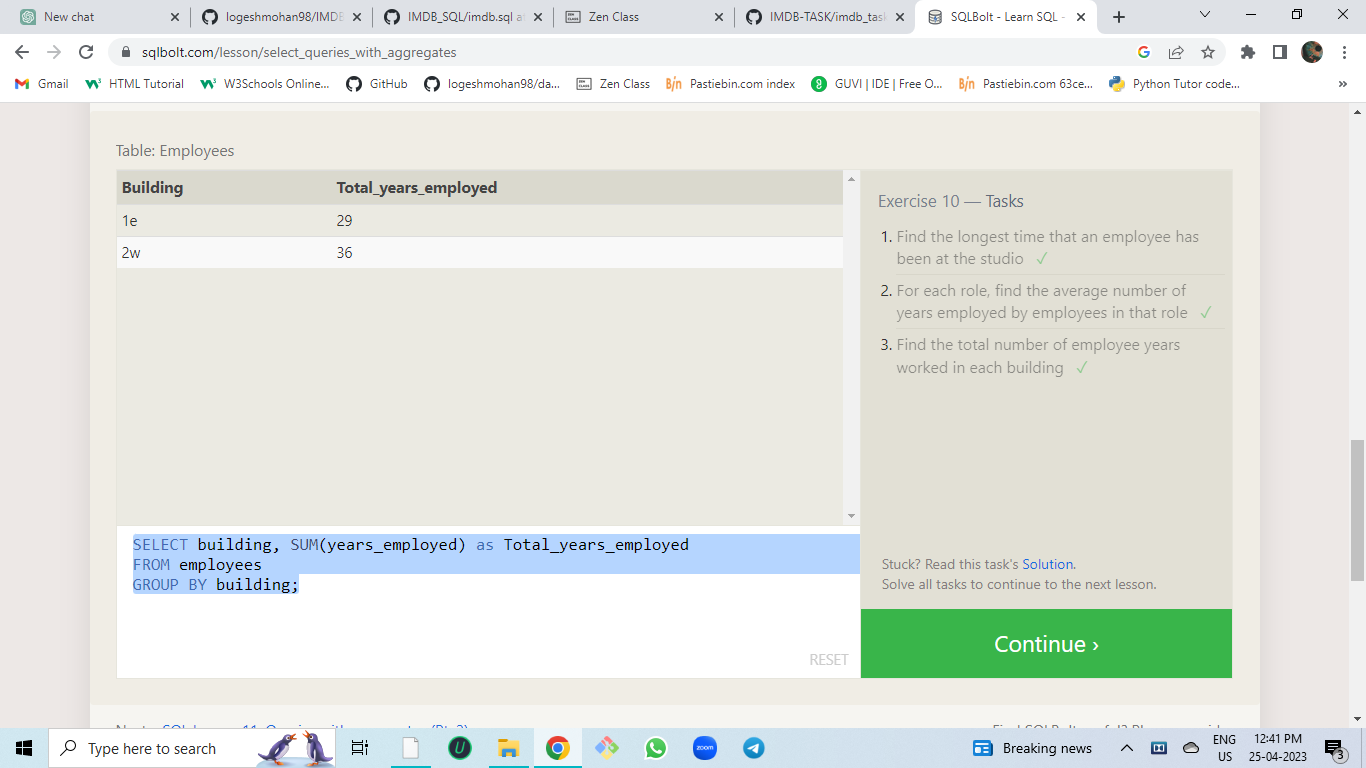 New chat
logeshmohan98/IMDB
IMDB_SQL/imdb.sql at
Zen Class
IMDB-TASK/imdb_task
SQLBolt - Learn SQL -
sqlbolt.com/lesson/select_queries_with_aggregates
Gmail
HTML Tutorial
W3Schools Online...
GitHub
logeshmohan98/da...
Zen Class
Pastiebin.com index
GUVI | IDE | Free O...
Pastiebin.com 63ce...
Python Tutor code...
»
Table: Employees
Building Total_years_employed
1e 29
2w 36
Exercise 10 — Tasks
1. Find the longest time that an employee has
been at the studio ✓
2. For each role, find the average number of
years employed by employees in that role ✓
3. Find the total number of employee years
worked in each building ✓
SELECT building, SUM(years_employed) as Total_years_employed
FROM employees
GROUP BY building;
RESET
Stuck? Read this task's Solution.
Solve all tasks to continue to the next lesson.
Continue ›
Type here to search
zoom
Breaking news
ENG
US
12:41 PM
25-04-2023
3